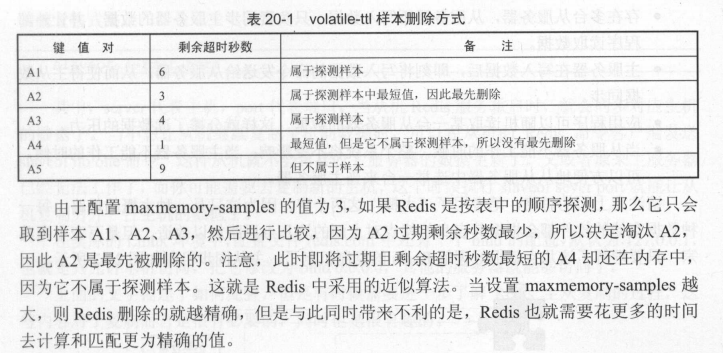 表 20-1 volatile-ttl 样本删除方式
键 值 对 剩余超时秒数 备 注
A1 6 属于探测样本
A2 3 属于探测样本中最短值，因此最先删除
A3 4 属于探测样本
A4 1 最短值，但是它不属于探测样本，所以没有最先删除
A5 9 但不属于样本
由于配置 maxmemory-samples 的值为 3，如果 Redis 是按表中的顺序探测，那么它只会
取到样本 A1、A2、A3，然后进行比较，因为 A2 过期剩余秒数最少，所以决定淘汰 A2，
因此 A2 是最先被删除的。注意，此时即将过期且剩余超时秒数最短的 A4 却还在内存中，
因为它不属于探测样本。这就是 Redis 中采用的近似算法。当设置 maxmemory-samples 越
大，则 Redis 删除的就越精确，但是与此同时带来不利的是，Redis 也就需要花更多的时间
去计算和匹配更为精确的值。